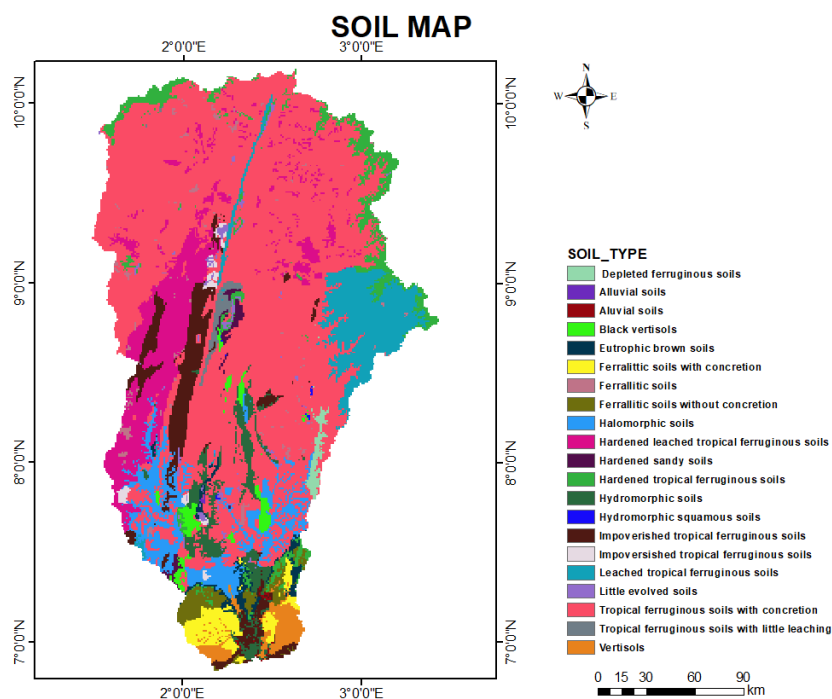 SOIL MAP
2°0'0"E 3°0'0"E
10°0'0"N 10°0'0"N
N
W E
S
SOIL_TYPE
Depleted ferruginous soils
Alluvial soils
Aluvial soils
Black vertisols
Eutrophic brown soils
Ferralittic soils with concretion
Ferallitic soils
Ferallitic soils without concretion
Halomorphic soils
Hardened leached tropical ferruginous soils
Hardened sandy soils
Hardened tropical ferruginous soils
Hydromorphic soils
Hydromorphic squamous soils
Impoverished tropical ferruginous soils
Impoversished tropical ferruginous soils
Leached tropical ferruginous soils
Little evolved soils
Tropical ferruginous soils with concretion
Tropical ferruginous soils with little leaching
Vertisols
9°0'0"N 9°0'0"N
8°0'0"N 8°0'0"N
7°0'0"N 7°0'0"N
0 15 30 60 90
km
2°0'0"E 3°0'0"E